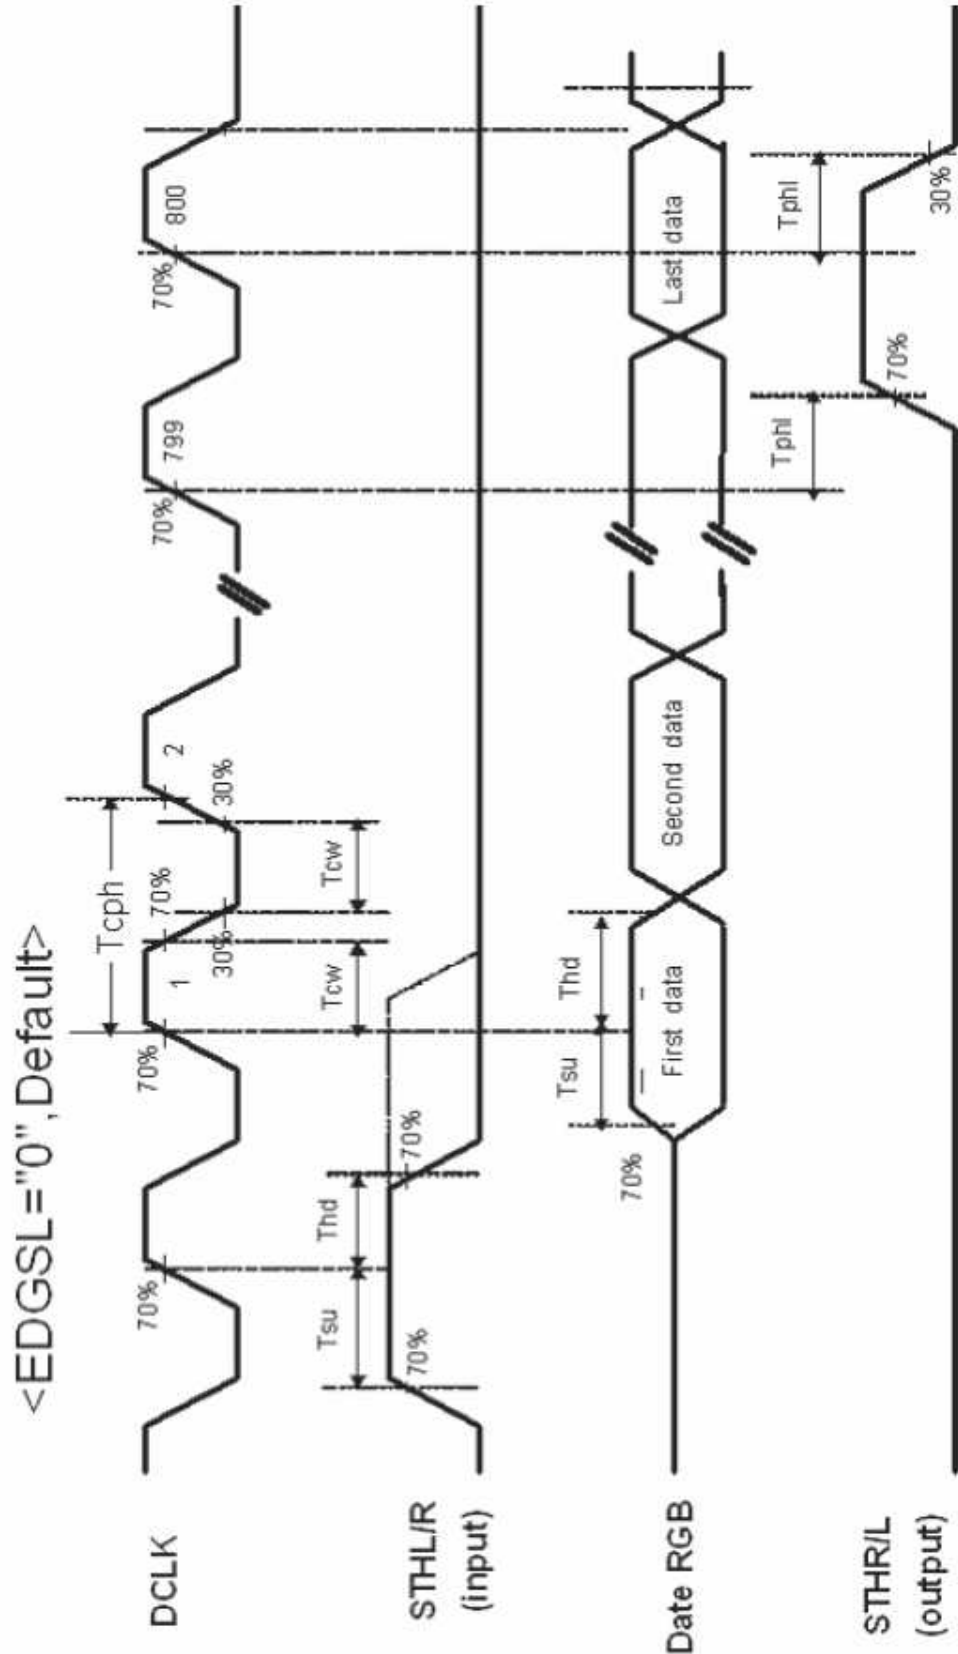 <EDGSL="0",Default>
DCLK
70%
70%
1
Tcph
70%
30%
30%
2
70%
799
70%
800
STHL/R
(input)
Tsu
Thd
70%
70%
Tcw
Tcw
Date RGB
70%
Tsu
Thd
First data
Second data
Last data
STHR/L
(output)
Tphl
70%
Tphl
30%